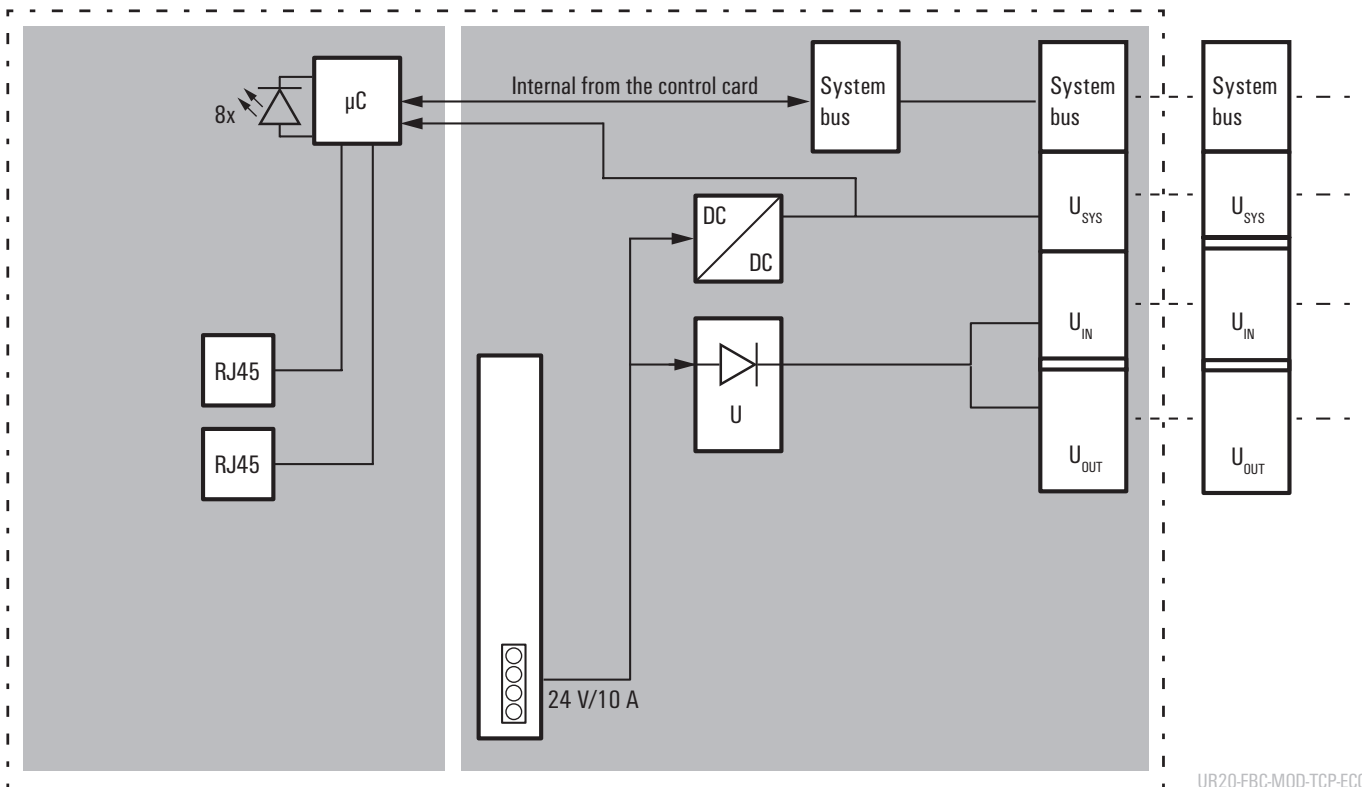 8x
µC
Internal from the control card
System
bus
System
bus
System
bus
DC
DC
U_SYS
U_SYS
U_IN
U_IN
U
RJ45
RJ45
U_OUT
U_OUT
24 V/10 A